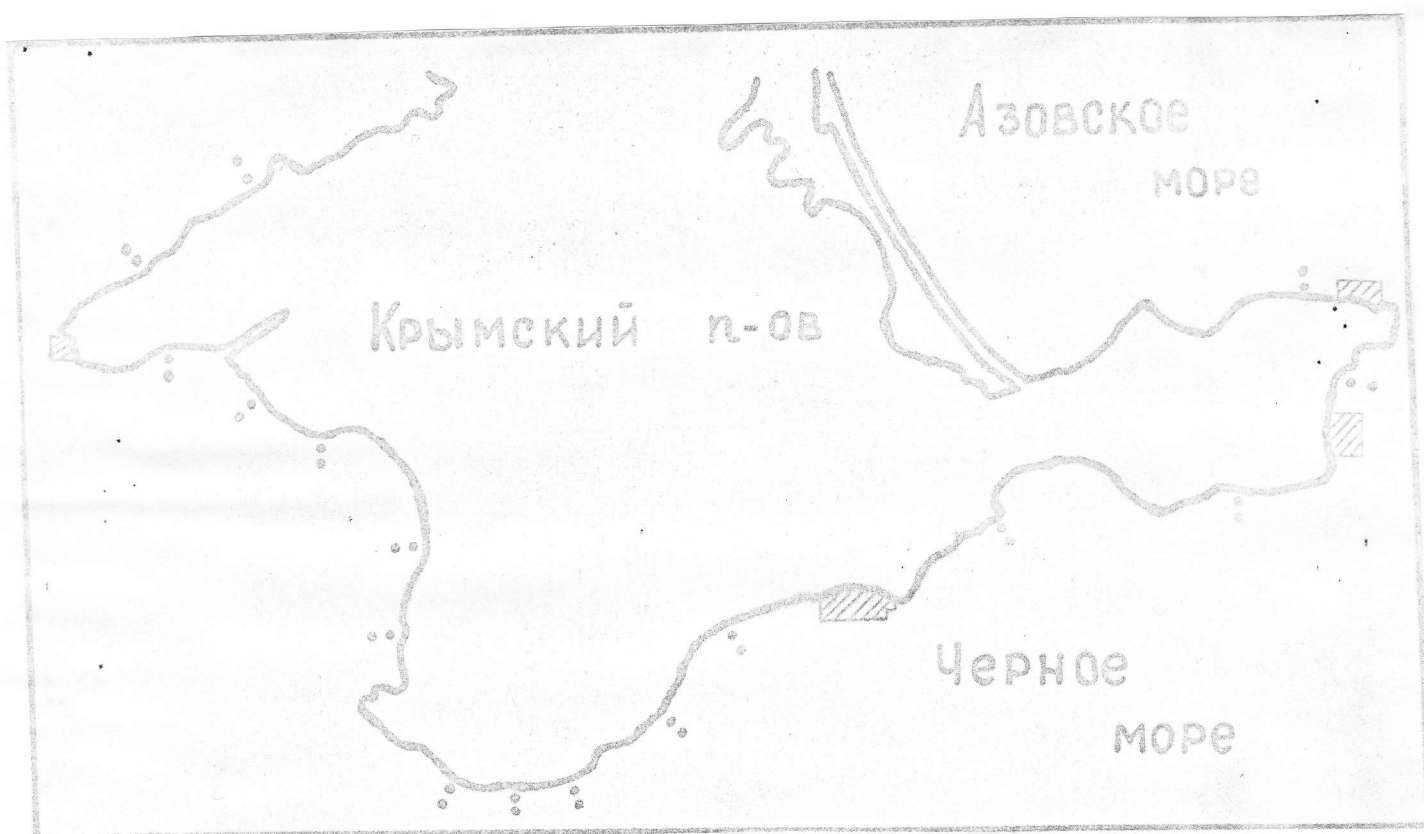 Азовское
море
Крымский п-ов
Черное
море